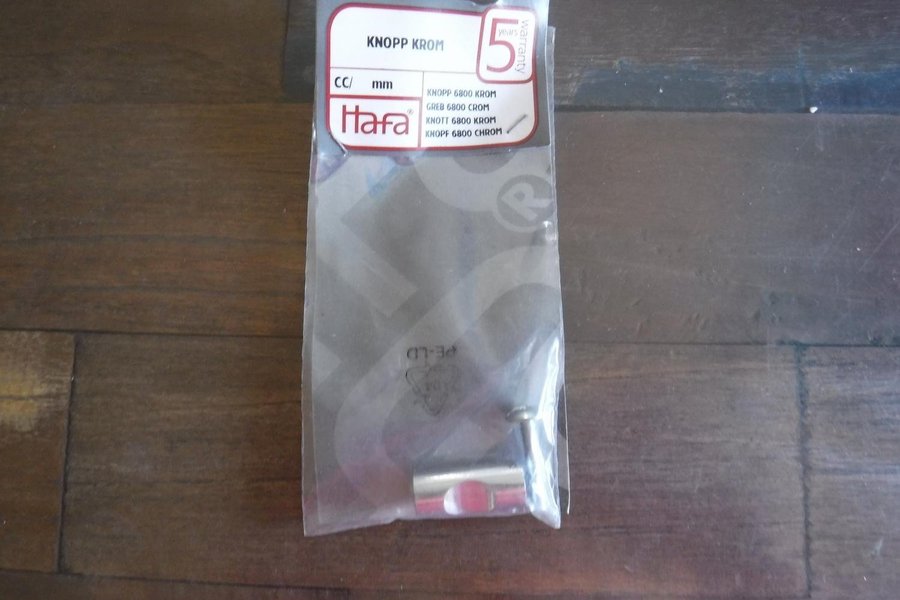 KNOPP KROM
5
year
warranty
CC/ mm
KNOPP 6800 KROM
GREB 6800 CROM
KNOTT 6800 KROM
KNOPF 6800 CHROM
Hafa®
®
PE-LD